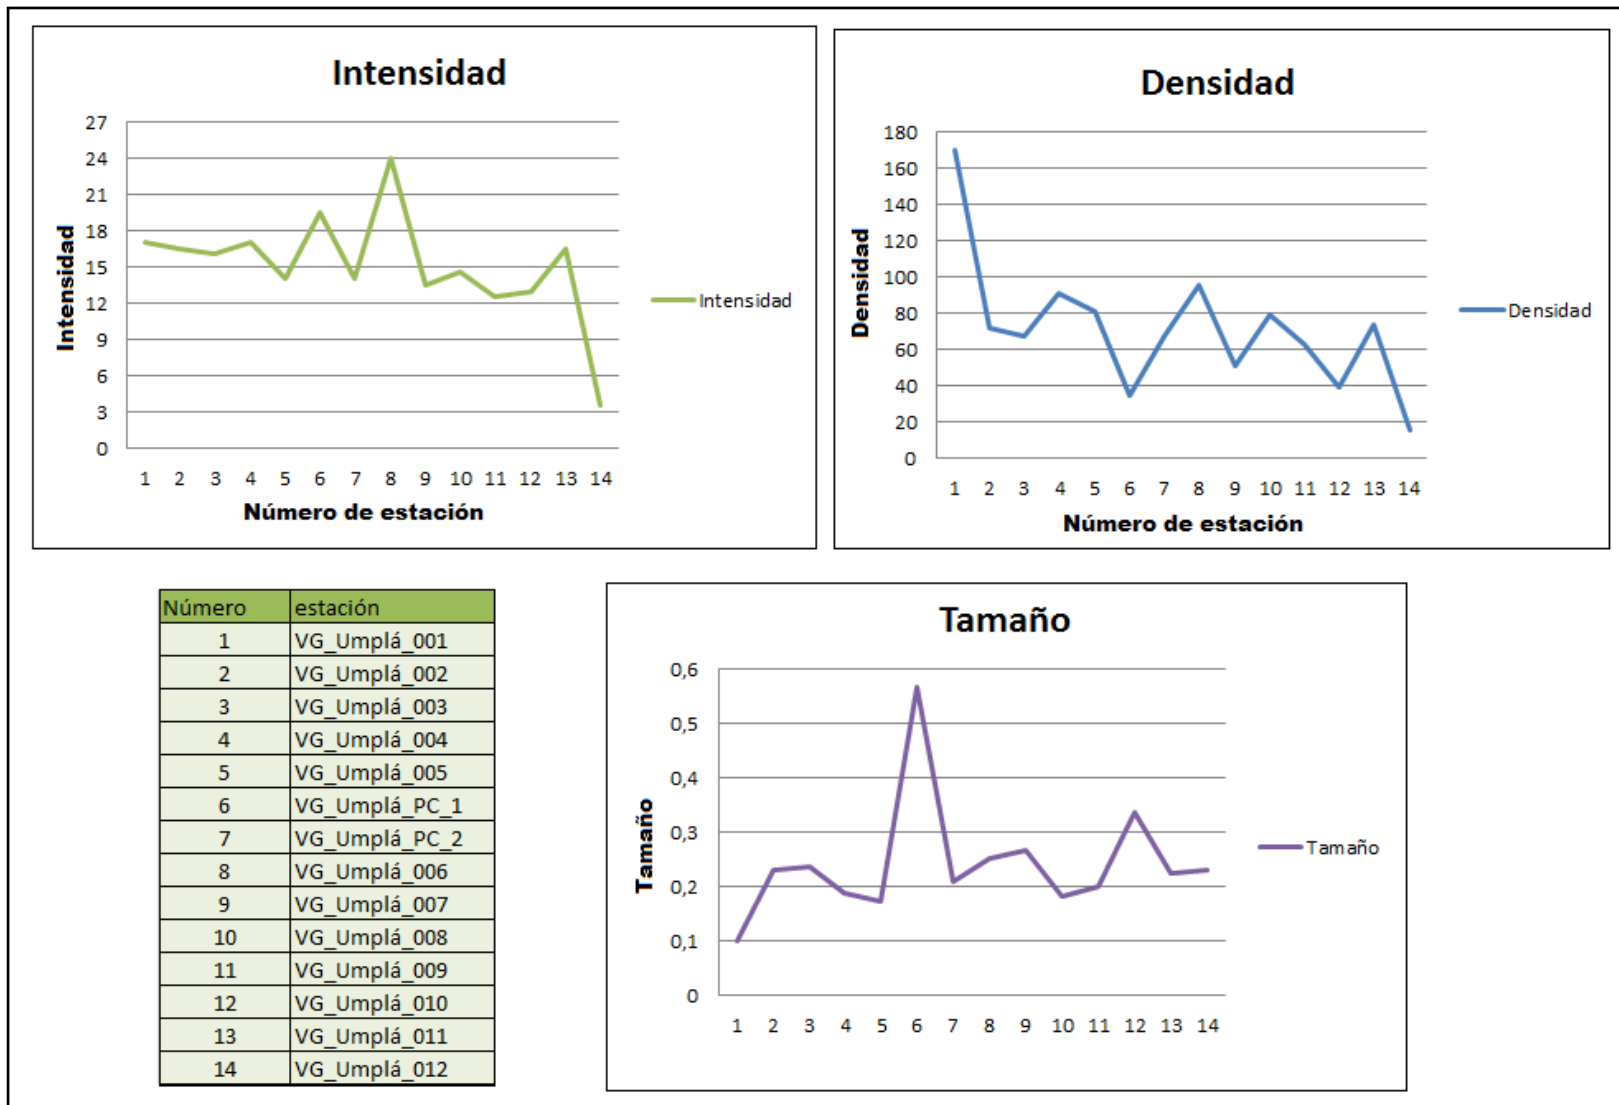 Intensidad
27
24
21
18
15
12
9
6
3
0
Intensidad
1 2 3 4 5 6 7 8 9 10 11 12 13 14
Número de estación
Intensidad
Densidad
180
160
140
120
100
80
60
40
20
0
Densidad
1 2 3 4 5 6 7 8 9 10 11 12 13 14
Número de estación
Densidad
Número estación
1 VG_Umplá_001
2 VG_Umplá_002
3 VG_Umplá_003
4 VG_Umplá_004
5 VG_Umplá_005
6 VG_Umplá_PC_1
7 VG_Umplá_PC_2
8 VG_Umplá_006
9 VG_Umplá_007
10 VG_Umplá_008
11 VG_Umplá_009
12 VG_Umplá_010
13 VG_Umplá_011
14 VG_Umplá_012
Tamaño
0,6
0,5
0,4
0,3
0,2
0,1
0
Tamaño
1 2 3 4 5 6 7 8 9 10 11 12 13 14
Tamaño